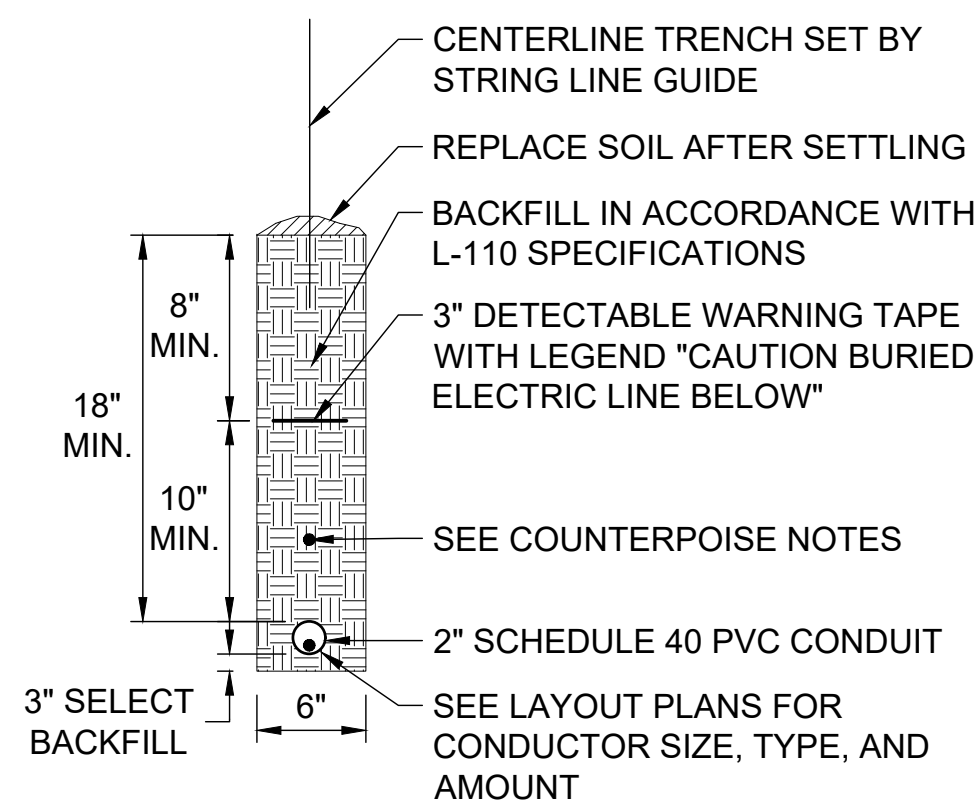 CENTERLINE TRENCH SET BY
STRING LINE GUIDE
REPLACE SOIL AFTER SETTLING
BACKFILL IN ACCORDANCE WITH
L-110 SPECIFICATIONS
8"
MIN.
3" DETECTABLE WARNING TAPE
WITH LEGEND "CAUTION BURIED
ELECTRIC LINE BELOW"
18"
MIN.
10"
MIN.
SEE COUNTERPOISE NOTES
2" SCHEDULE 40 PVC CONDUIT
3" SELECT
BACKFILL
6"
SEE LAYOUT PLANS FOR
CONDUCTOR SIZE, TYPE, AND
AMOUNT